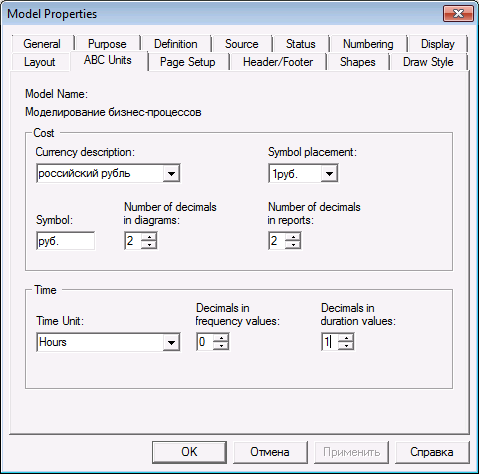 Model Properties
General Purpose Definition Source Status Numbering Display
Layout ABC Units Page Setup Header/Footer Shapes Draw Style
Model Name:
Моделирование бизнес-процессов
Cost
Currency description: Symbol placement:
российский рубль 1руб.
Number of decimals Number of decimals
Symbol: in diagrams: in reports:
руб. 2 2
Time
Decimals in Decimals in
Time Unit: frequency values: duration values:
Hours 0 1
OK Отмена Применить Справка